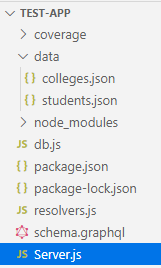 TEST-APP
coverage
data
{} colleges.json
{} students.json
node_modules
JS db.js
{} package.json
{} package-lock.json
JS resolvers.js
schema.graphql
JS Server.js